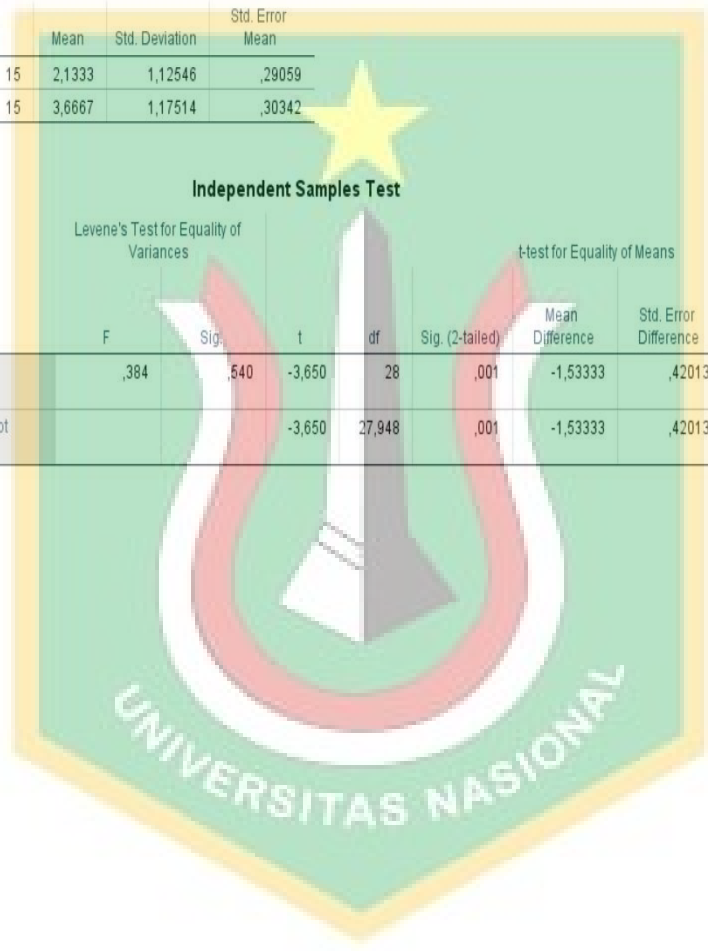 Std. Error
Mean Std. Deviation Mean
15 2,1333 1,12546 ,29059
15 3,6667 1,17514 ,30342
Independent Samples Test
Levene's Test for Equality of
Variances t-test for Equality of Means
Mean Std. Error
F Sig. t df Sig. (2-tailed) Difference Difference
,384 ,540 -3,650 28 ,001 -1,53333 ,42013
ot -3,650 27,948 ,001 -1,53333 ,42013
UNIVERSITAS NASIONAL